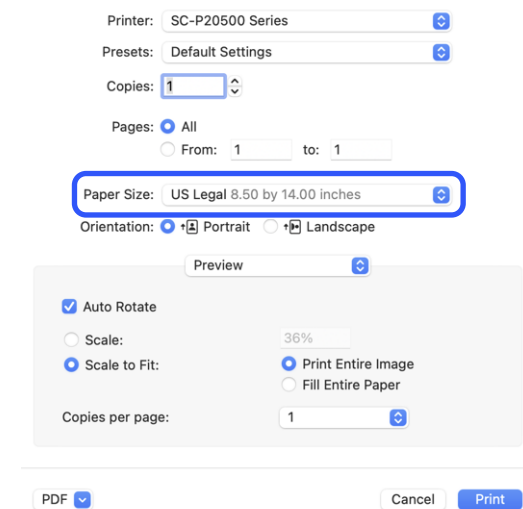 Printer: SC-P20500 Series
Presets: Default Settings
Copies: 1
Pages: All
From: 1 to: 1
Paper Size: US Legal 8.50 by 14.00 inches
Orientation: Portrait Landscape
Preview
Auto Rotate
Scale: 36%
Scale to Fit: Print Entire Image
Fill Entire Paper
Copies per page: 1
PDF Cancel Print